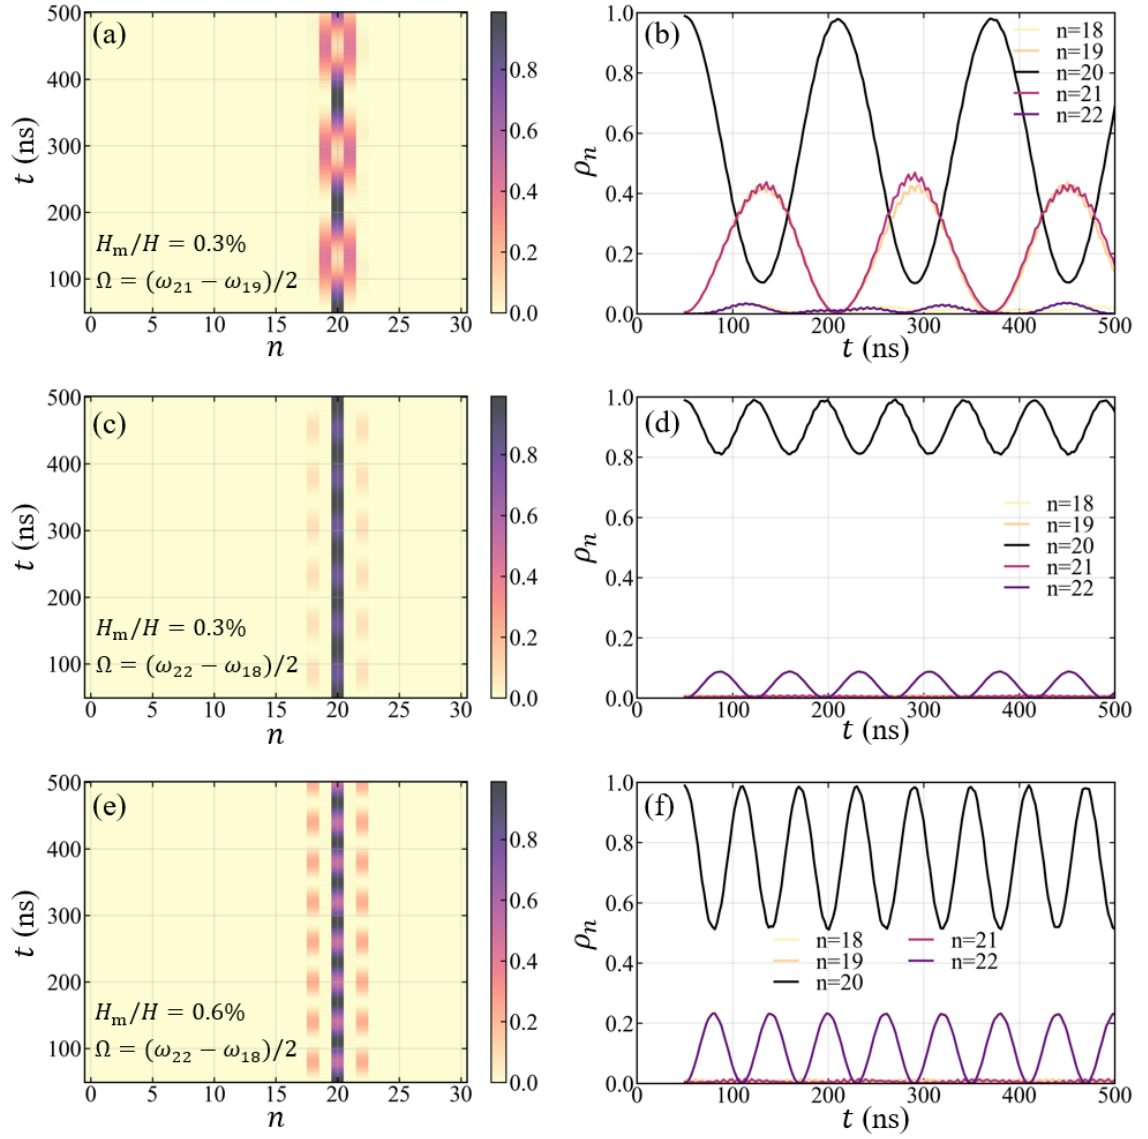 (a)
500
400
300
200
100
t (ns)
H_m/H = 0.3%
Ω = (ω_21 − ω_19)/2
0 5 10 15 20 25 30
n
0.8
0.6
0.4
0.2
0.0
(b)
1.0
0.8
0.6
0.4
0.2
0.0
ρ_n
n=18
n=19
n=20
n=21
n=22
100 200 300 400 500
t (ns)
(c)
500
400
300
200
100
t (ns)
H_m/H = 0.3%
Ω = (ω_22 − ω_18)/2
0 5 10 15 20 25 30
n
0.8
0.6
0.4
0.2
0.0
(d)
1.0
0.8
0.6
0.4
0.2
0.0
ρ_n
n=18
n=19
n=20
n=21
n=22
100 200 300 400 500
t (ns)
(e)
500
400
300
200
100
t (ns)
H_m/H = 0.6%
Ω = (ω_22 − ω_18)/2
0 5 10 15 20 25 30
n
0.8
0.6
0.4
0.2
0.0
(f)
1.0
0.8
0.6
0.4
0.2
0.0
ρ_n
n=18 n=21
n=19 n=22
n=20
100 200 300 400 500
t (ns)